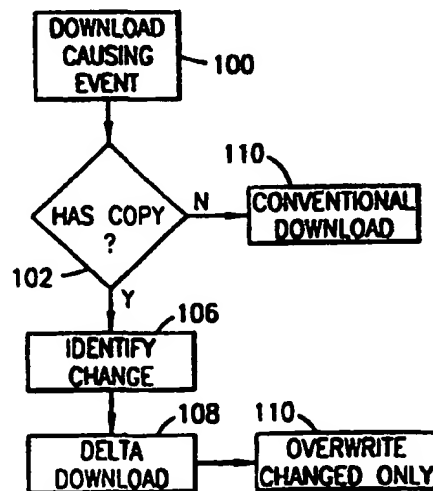 DOWNLOAD
CAUSING
EVENT
100
HAS COPY
?
102
N
110
CONVENTIONAL
DOWNLOAD
Y
106
IDENTIFY
CHANGE
108
DELTA
DOWNLOAD
110
OVERWRITE
CHANGED ONLY